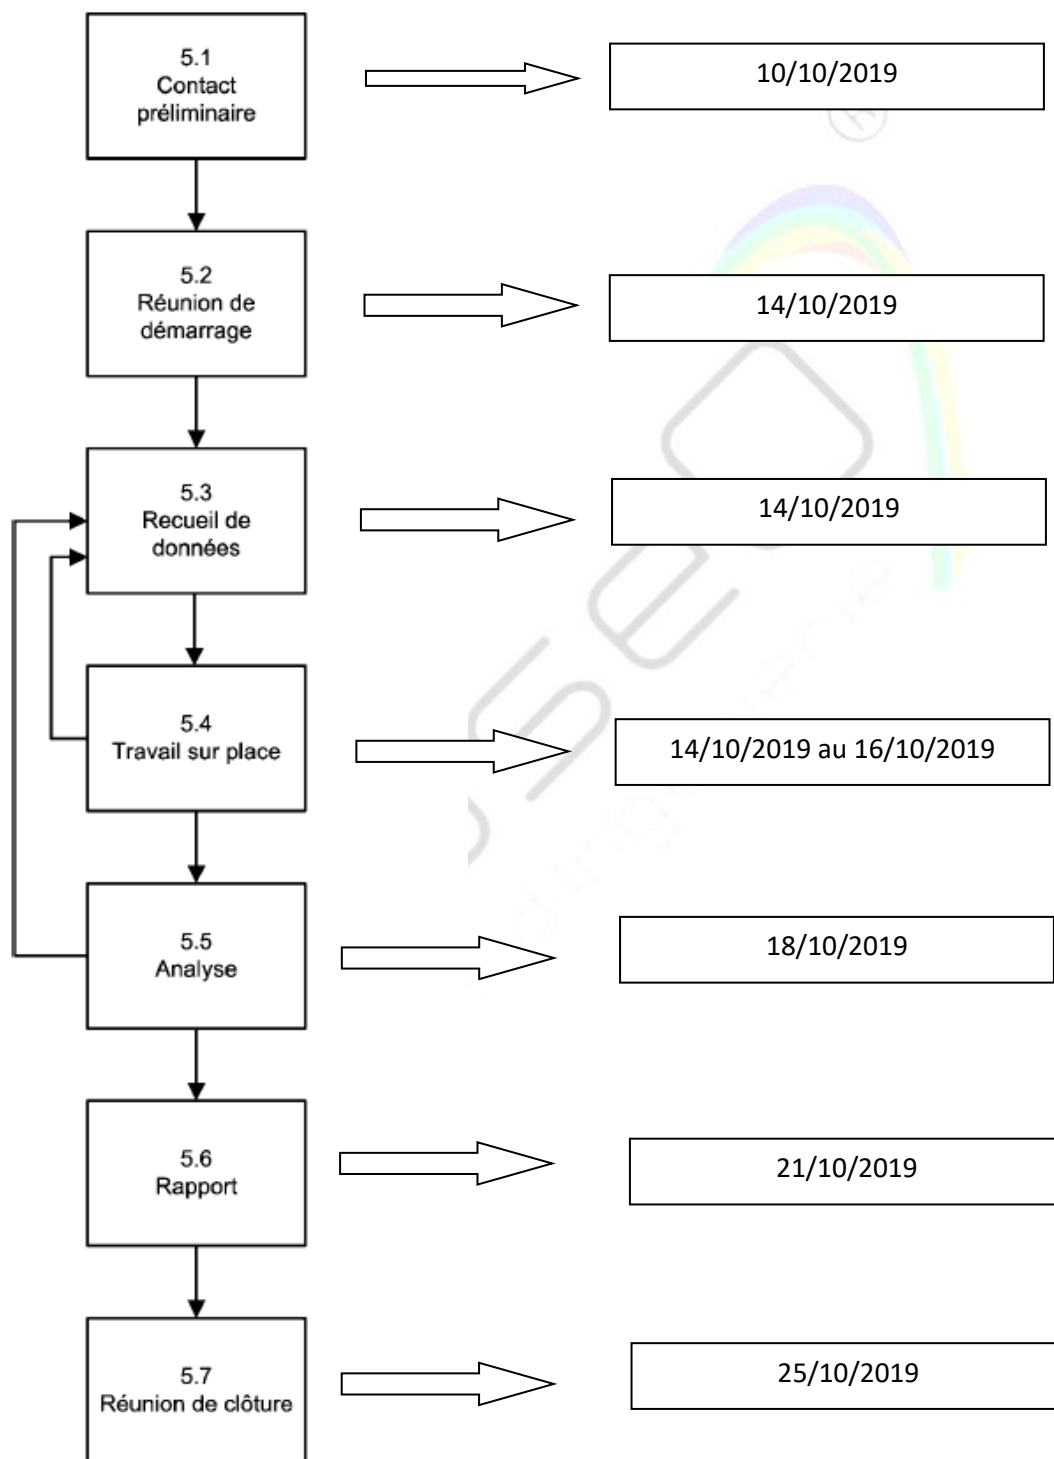 5.1
Contact
préliminaire
10/10/2019
5.2
Réunion de
démarrage
14/10/2019
5.3
Recueil de
données
14/10/2019
5.4
Travail sur place
14/10/2019 au 16/10/2019
5.5
Analyse
18/10/2019
5.6
Rapport
21/10/2019
5.7
Réunion de clôture
25/10/2019